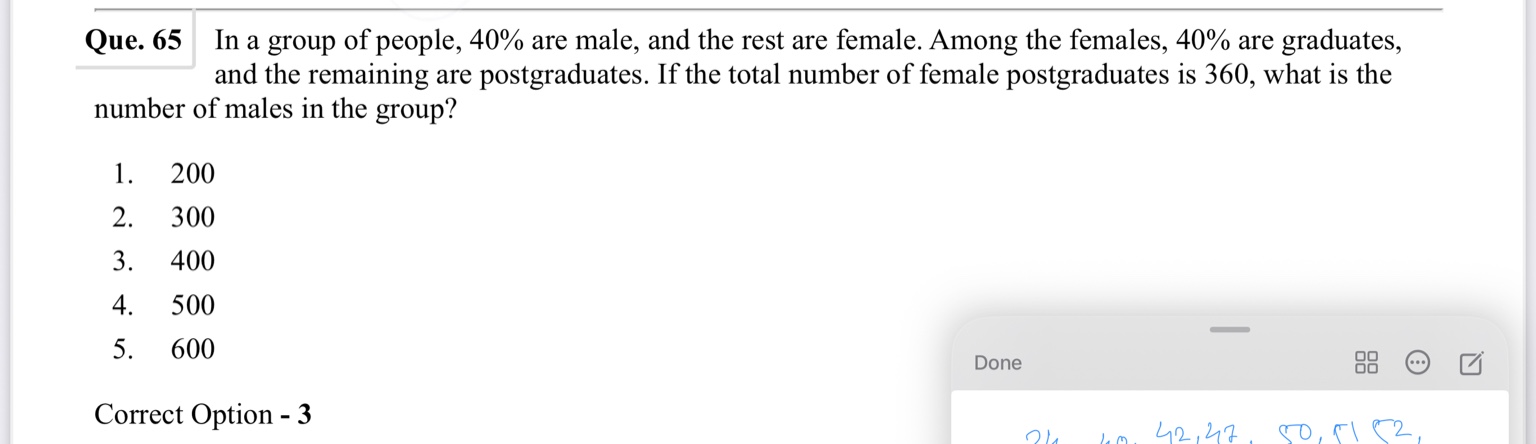 Que. 65 In a group of people, 40% are male, and the rest are female. Among the females, 40% are graduates,
and the remaining are postgraduates. If the total number of female postgraduates is 360, what is the
number of males in the group?
1. 200
2. 300
3. 400
4. 500
5. 600
Correct Option - 3
Done
42,47, 50, 51 52,